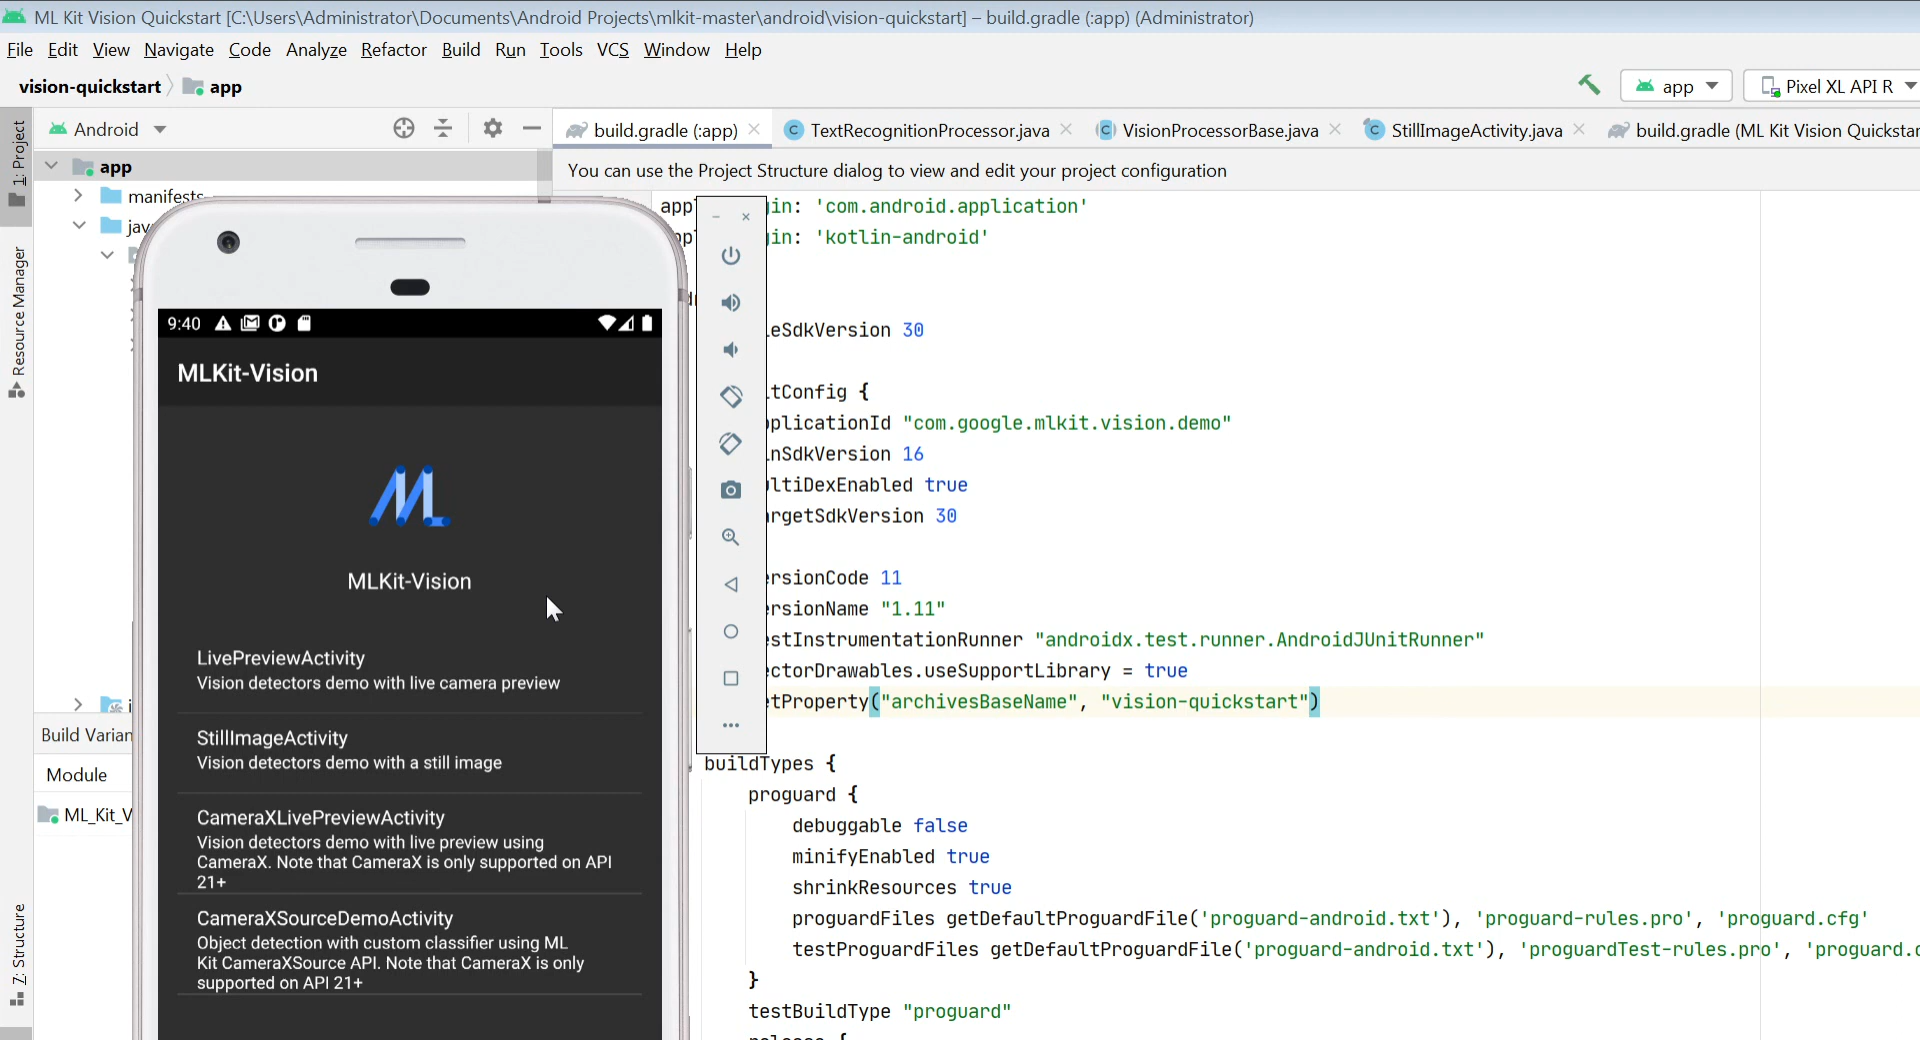 ML Kit Vision Quickstart [C:\Users\Administrator\Documents\Android Projects\mlkit-master\android\vision-quickstart] – build.gradle (:app) (Administrator)
File Edit View Navigate Code Analyze Refactor Build Run Tools VCS Window Help
vision-quickstart app
app
Pixel XL API R
1: Project
Resource Manager
7: Structure
Android
build.gradle (:app)
TextRecognitionProcessor.java
VisionProcessorBase.java
StillImageActivity.java
build.gradle (ML Kit Vision Quickstar
You can use the Project Structure dialog to view and edit your project configuration
app
manifests
jav
Build Varian
Module
ML_Kit_V
9:40
MLKit-Vision
MLKit-Vision
LivePreviewActivity
Vision detectors demo with live camera preview
StillImageActivity
Vision detectors demo with a still image
CameraXLivePreviewActivity
Vision detectors demo with live preview using
CameraX. Note that CameraX is only supported on API
21+
CameraXSourceDemoActivity
Object detection with custom classifier using ML
Kit CameraXSource API. Note that CameraX is only
supported on API 21+
app gin: 'com.android.application'
gin: 'kotlin-android'
eSdkVersion 30
tConfig {
plicationId "com.google.mlkit.vision.demo"
nSdkVersion 16
ltiDexEnabled true
rgetSdkVersion 30
rsionCode 11
rsionName "1.11"
stInstrumentationRunner "androidx.test.runner.AndroidJUnitRunner"
ctorDrawables.useSupportLibrary = true
tProperty("archivesBaseName", "vision-quickstart")
buildTypes {
proguard {
debuggable false
minifyEnabled true
shrinkResources true
proguardFiles getDefaultProguardFile('proguard-android.txt'), 'proguard-rules.pro', 'proguard.cfg'
testProguardFiles getDefaultProguardFile('proguard-android.txt'), 'proguardTest-rules.pro', 'proguard.c
}
testBuildType "proguard"